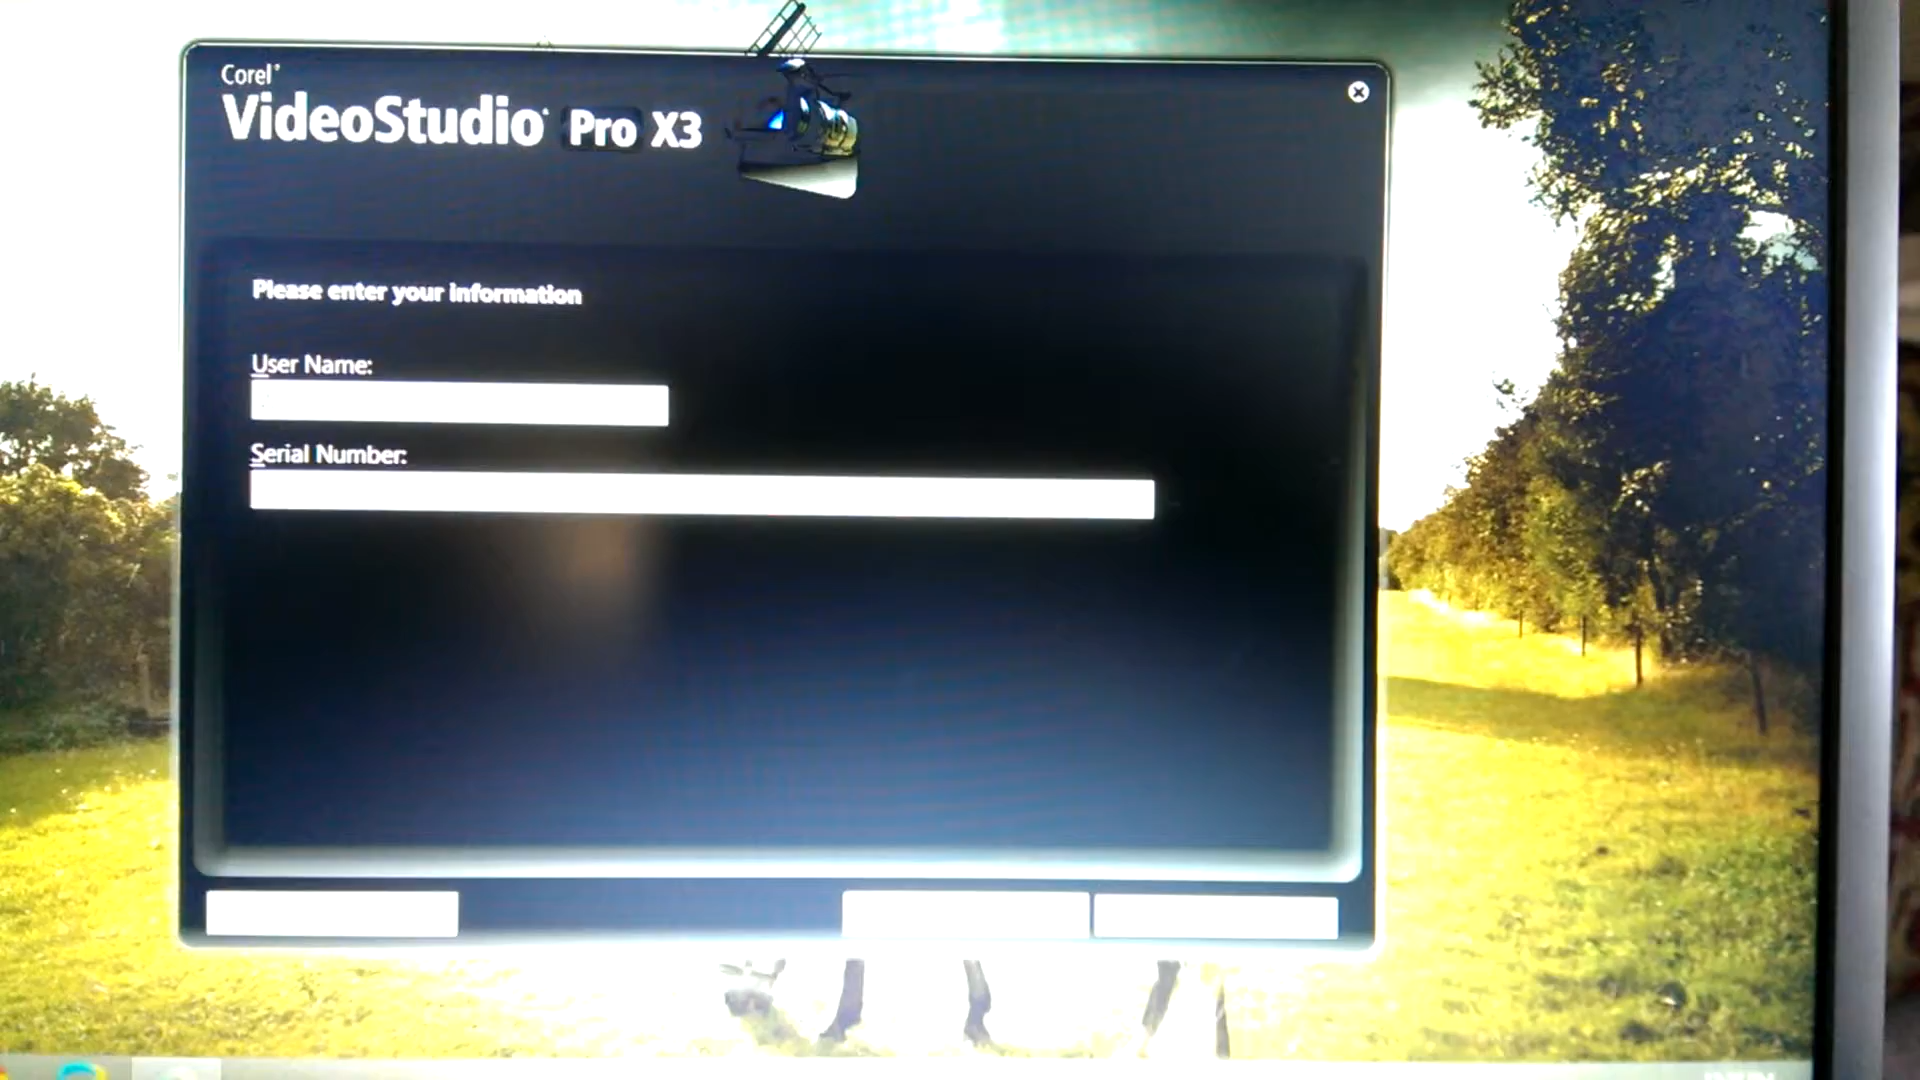 Corel®
VideoStudio® Pro X3
Please enter your information
User Name:
Serial Number: